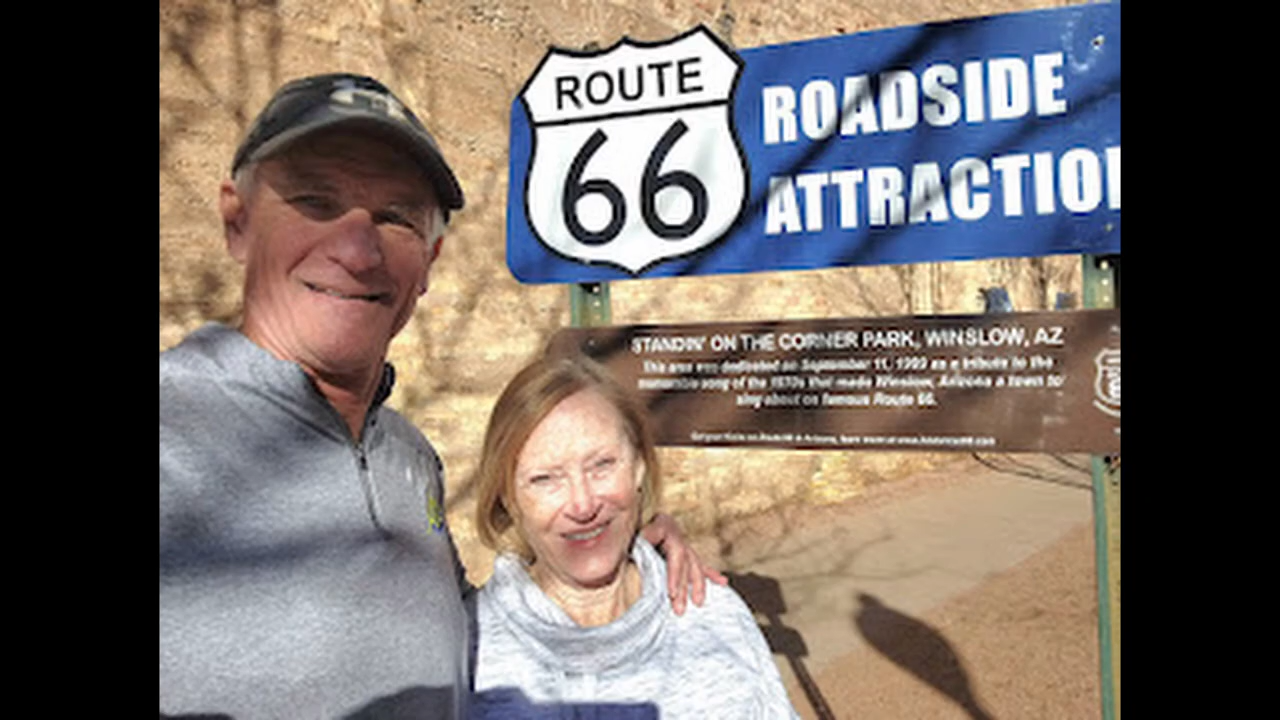 ROUTE
66
ROADSIDE
ATTRACTION
STANDIN' ON THE CORNER PARK, WINSLOW, AZ
This area was dedicated on September 11, 1999 as a tribute to the
memorable song of the 1970s that made Winslow, Arizona a town to
sing about on famous Route 66.